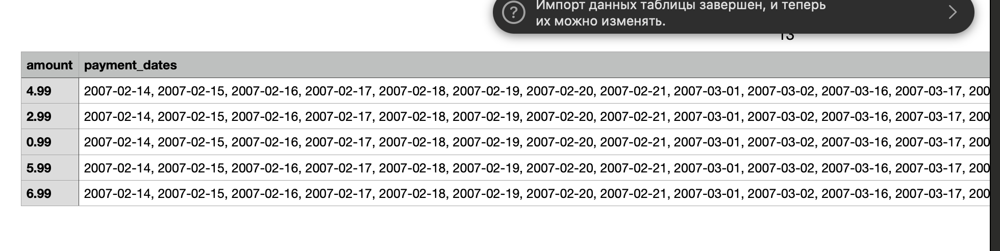 Импорт данных таблицы завершен, и теперь
их можно изменять.
13
amount payment_dates
4.99 2007-02-14, 2007-02-15, 2007-02-16, 2007-02-17, 2007-02-18, 2007-02-19, 2007-02-20, 2007-02-21, 2007-03-01, 2007-03-02, 2007-03-16, 2007-03-17, 200
2.99 2007-02-14, 2007-02-15, 2007-02-16, 2007-02-17, 2007-02-18, 2007-02-19, 2007-02-20, 2007-02-21, 2007-03-01, 2007-03-02, 2007-03-16, 2007-03-17, 200
0.99 2007-02-14, 2007-02-15, 2007-02-16, 2007-02-17, 2007-02-18, 2007-02-19, 2007-02-20, 2007-02-21, 2007-03-01, 2007-03-02, 2007-03-16, 2007-03-17, 200
5.99 2007-02-14, 2007-02-15, 2007-02-16, 2007-02-17, 2007-02-18, 2007-02-19, 2007-02-20, 2007-02-21, 2007-03-01, 2007-03-02, 2007-03-16, 2007-03-17, 200
6.99 2007-02-14, 2007-02-15, 2007-02-16, 2007-02-17, 2007-02-18, 2007-02-19, 2007-02-20, 2007-02-21, 2007-03-01, 2007-03-02, 2007-03-16, 2007-03-17, 200